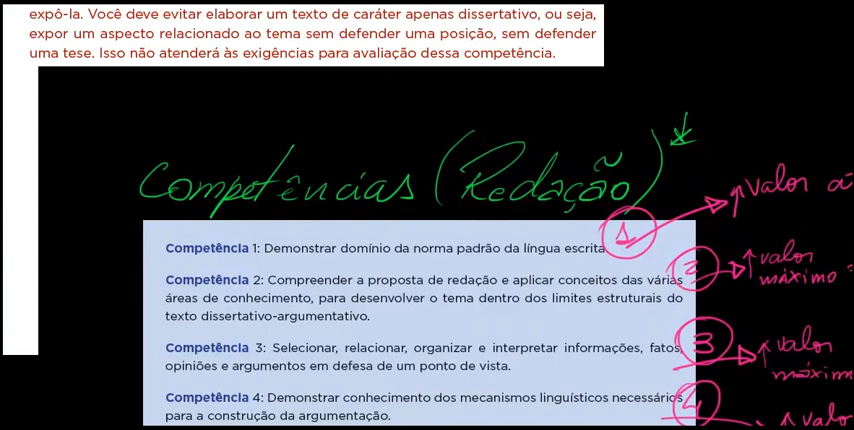 expô-la. Você deve evitar elaborar um texto de caráter apenas dissertativo, ou seja,
expor um aspecto relacionado ao tema sem defender uma posição, sem defender
uma tese. Isso não atenderá às exigências para avaliação dessa competência.
Competências (Redação)
1 valor
Competência 1: Demonstrar domínio da norma padrão da língua escrita.
2 valor
máximo
Competência 2: Compreender a proposta de redação e aplicar conceitos das várias
áreas de conhecimento, para desenvolver o tema dentro dos limites estruturais do
texto dissertativo-argumentativo.
3 valor
Competência 3: Selecionar, relacionar, organizar e interpretar informações, fatos,
opiniões e argumentos em defesa de um ponto de vista.
4
Competência 4: Demonstrar conhecimento dos mecanismos linguísticos necessários
para a construção da argumentação.